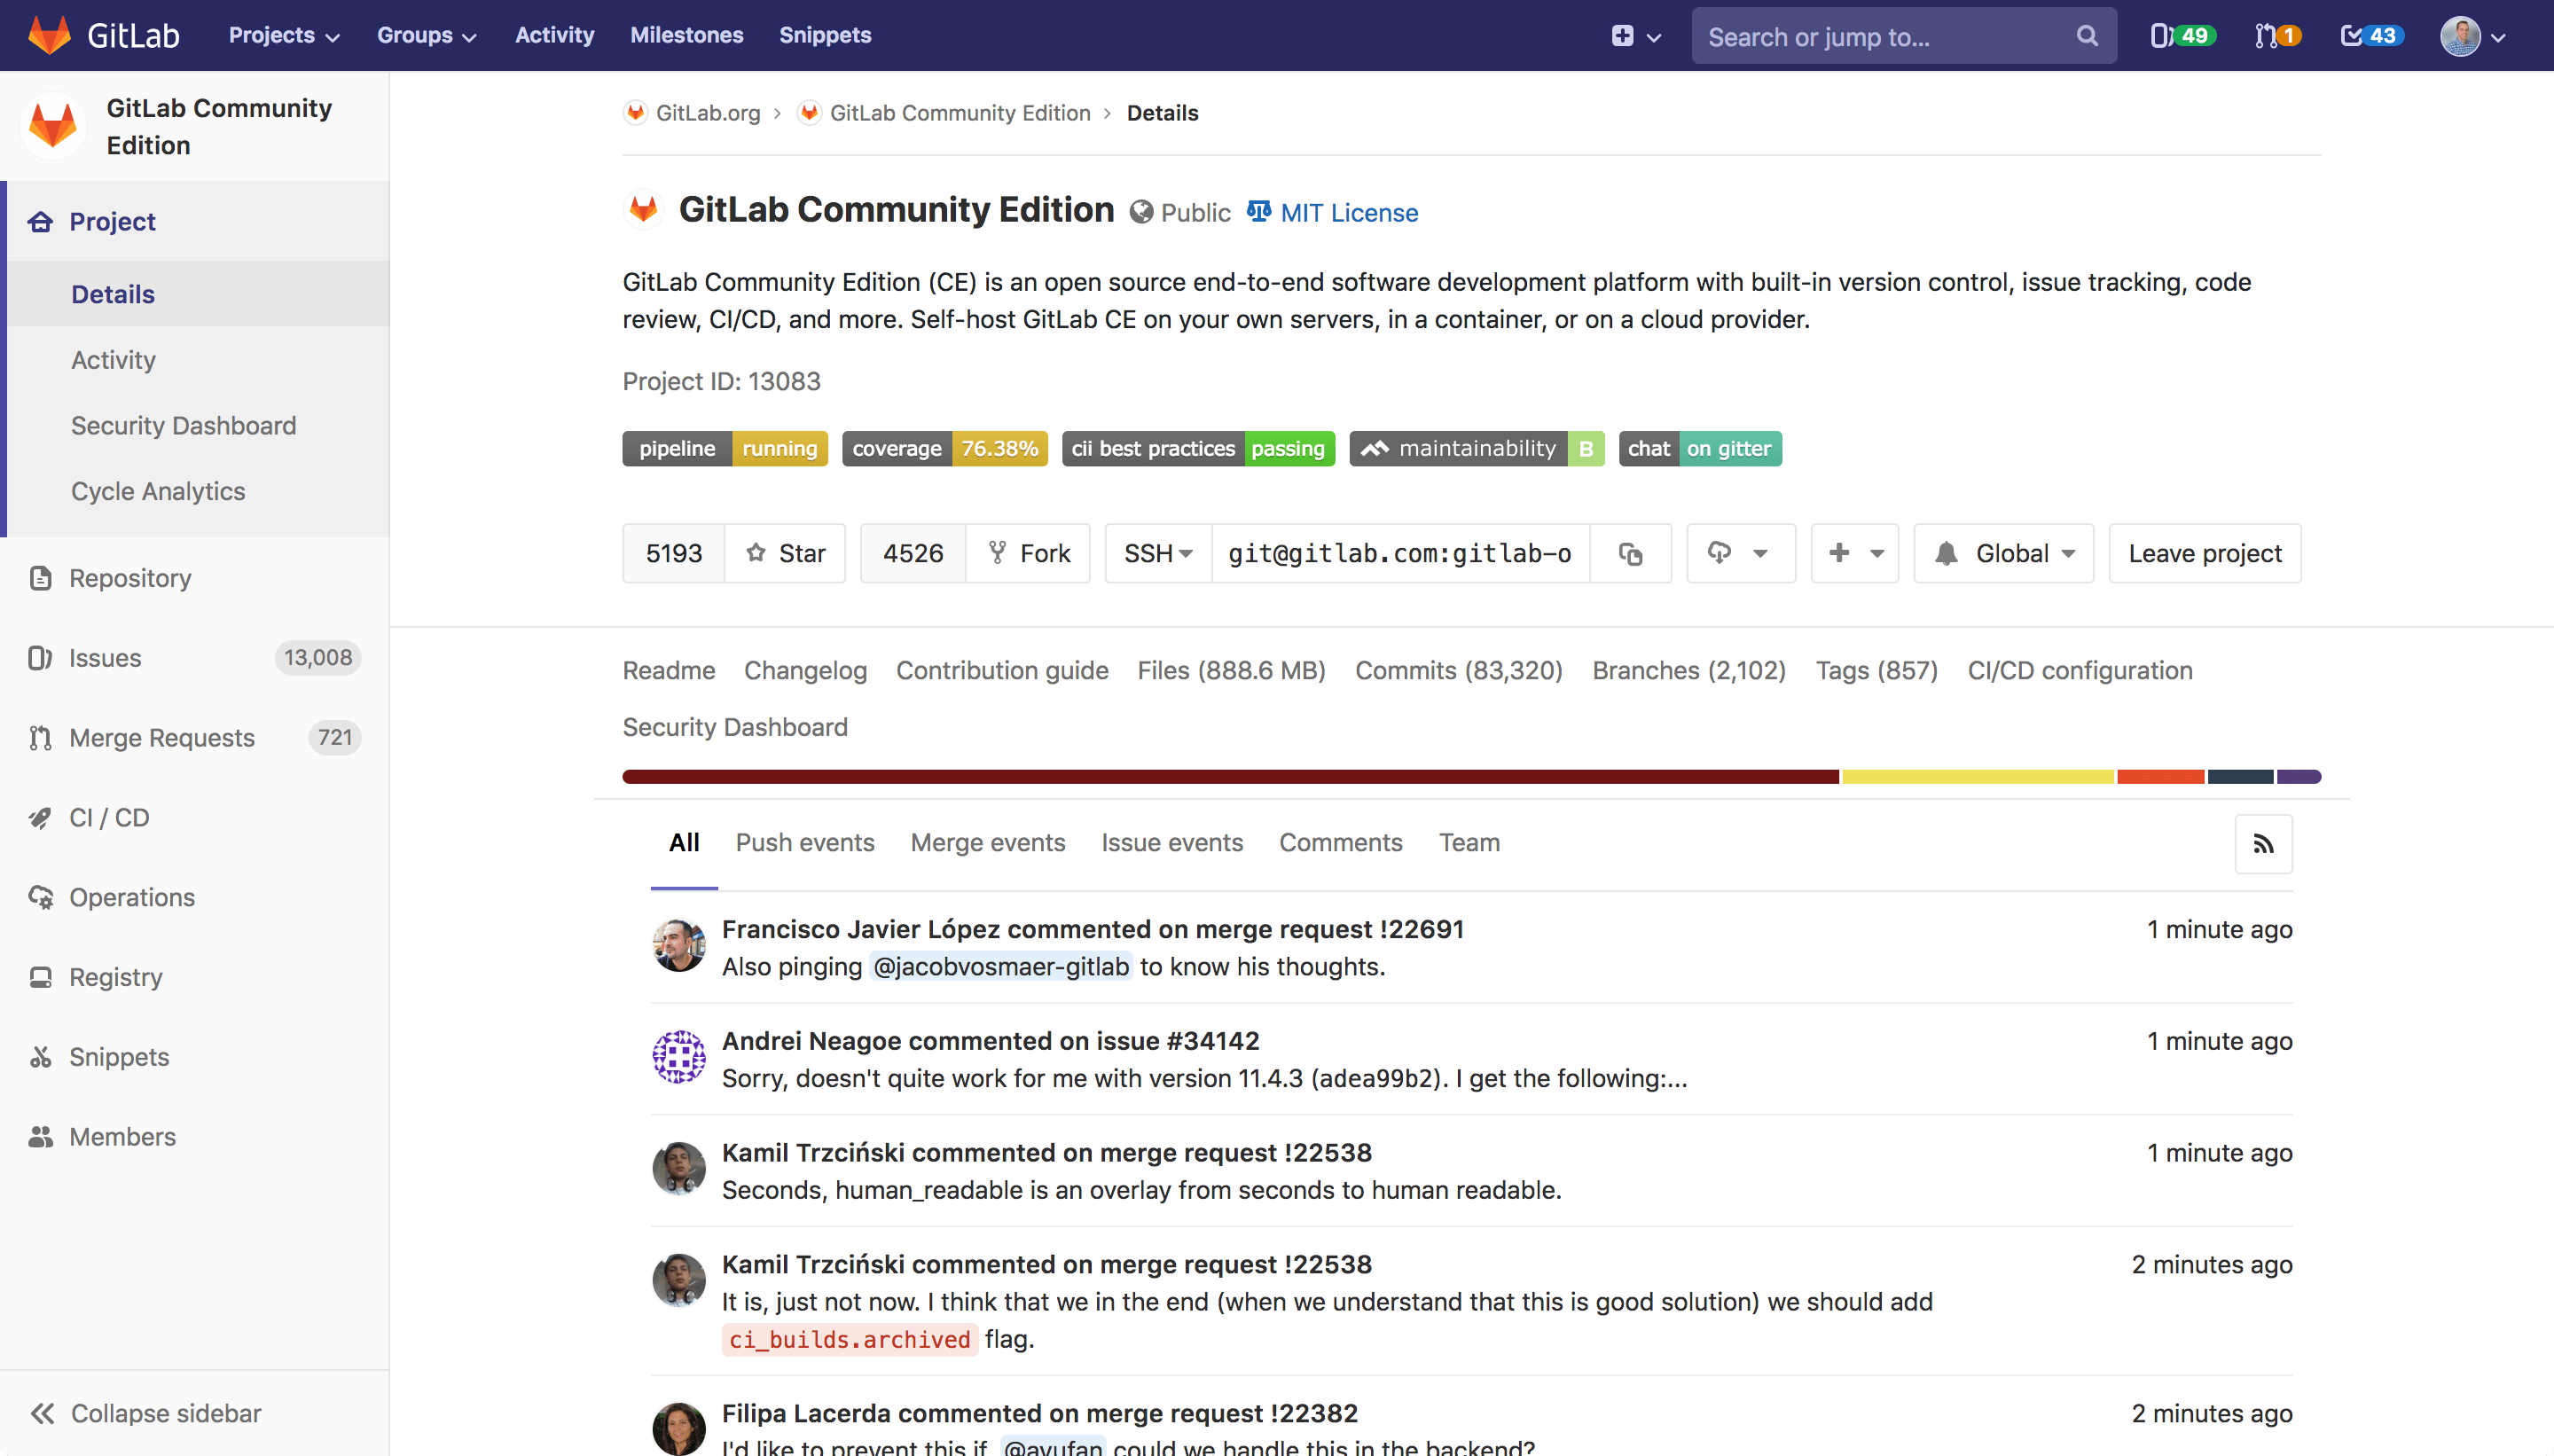 GitLab
Projects
Groups
Activity
Milestones
Snippets
Search or jump to...
49
1
43
GitLab Community
Edition
Project
Details
Activity
Security Dashboard
Cycle Analytics
Repository
Issues 13,008
Merge Requests 721
CI / CD
Operations
Registry
Snippets
Members
Collapse sidebar
GitLab.org > GitLab Community Edition > Details
GitLab Community Edition Public MIT License
GitLab Community Edition (CE) is an open source end-to-end software development platform with built-in version control, issue tracking, code
review, CI/CD, and more. Self-host GitLab CE on your own servers, in a container, or on a cloud provider.
Project ID: 13083
pipeline running coverage 76.38% cii best practices passing maintainability B chat on gitter
5193 Star 4526 Fork SSH git@gitlab.com:gitlab-o Global Leave project
Readme Changelog Contribution guide Files (888.6 MB) Commits (83,320) Branches (2,102) Tags (857) CI/CD configuration
Security Dashboard
All Push events Merge events Issue events Comments Team
Francisco Javier López commented on merge request !22691 1 minute ago
Also pinging @jacobvosmaer-gitlab to know his thoughts.
Andrei Neagoe commented on issue #34142 1 minute ago
Sorry, doesn't quite work for me with version 11.4.3 (adea99b2). I get the following:...
Kamil Trzciński commented on merge request !22538 1 minute ago
Seconds, human_readable is an overlay from seconds to human readable.
Kamil Trzciński commented on merge request !22538 2 minutes ago
It is, just not now. I think that we in the end (when we understand that this is good solution) we should add
ci_builds.archived flag.
Filipa Lacerda commented on merge request !22382 2 minutes ago
I'd like to prevent this if, @ayufan could we handle this in the backend?